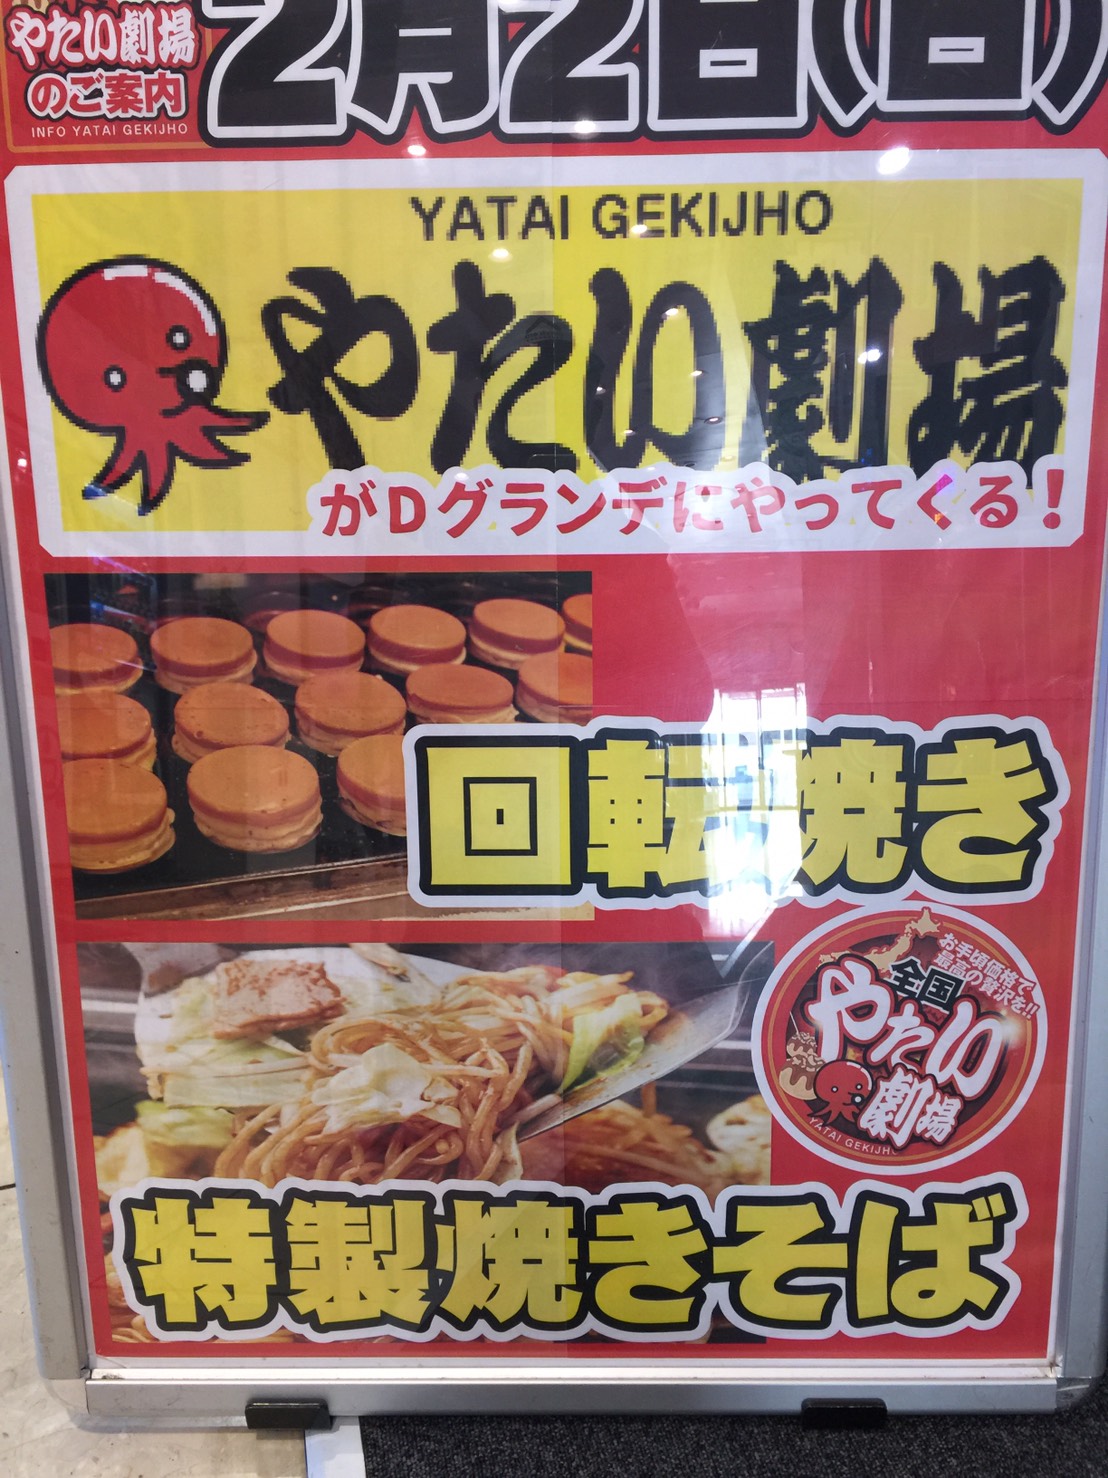 やたい劇場
のご案内
INFO YATAI GEKIJHO
2月2日(日)
YATAI GEKIJHO
やたい劇場
がDグランデにやってくる！
回転焼き
お手頃価格で
最高の贅沢を!!
全国
やたい
劇場
YATAI GEKIJHO
特製焼きそば